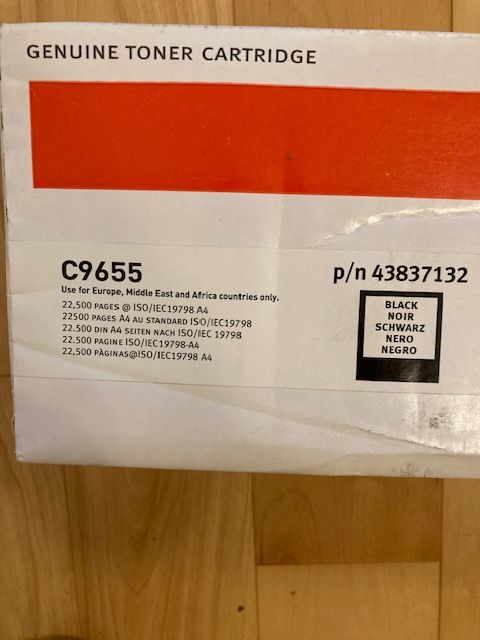 GENUINE TONER CARTRIDGE
C9655
p/n 43837132
Use for Europe, Middle East and Africa countries only.
22,500 PAGES @ ISO/IEC19798 A4
22500 PAGES A4 AU STANDARD ISO/IEC19798
22.500 DIN A4 SEITEN NACH ISO/IEC 19798
22.500 PAGINE ISO/IEC19798-A4
22,500 PÀGINAS@ISO/IEC19798 A4
BLACK
NOIR
SCHWARZ
NERO
NEGRO